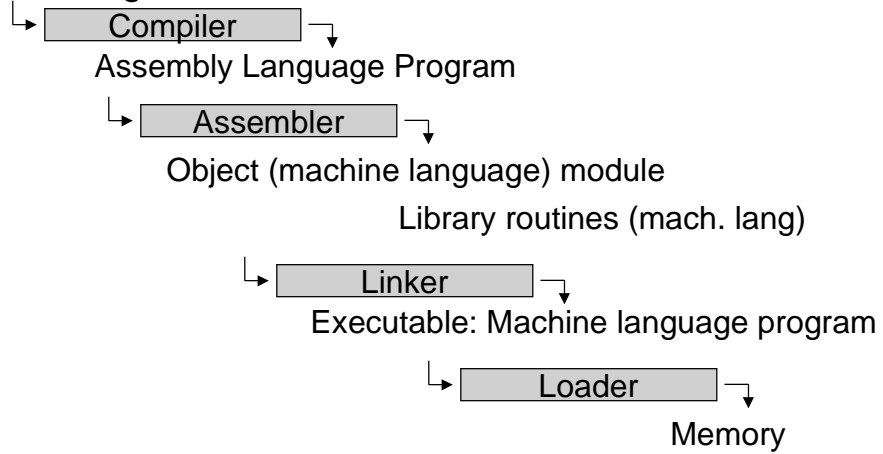 Compiler
Assembly Language Program
Assembler
Object (machine language) module
Library routines (mach. lang)
Linker
Executable: Machine language program
Loader
Memory